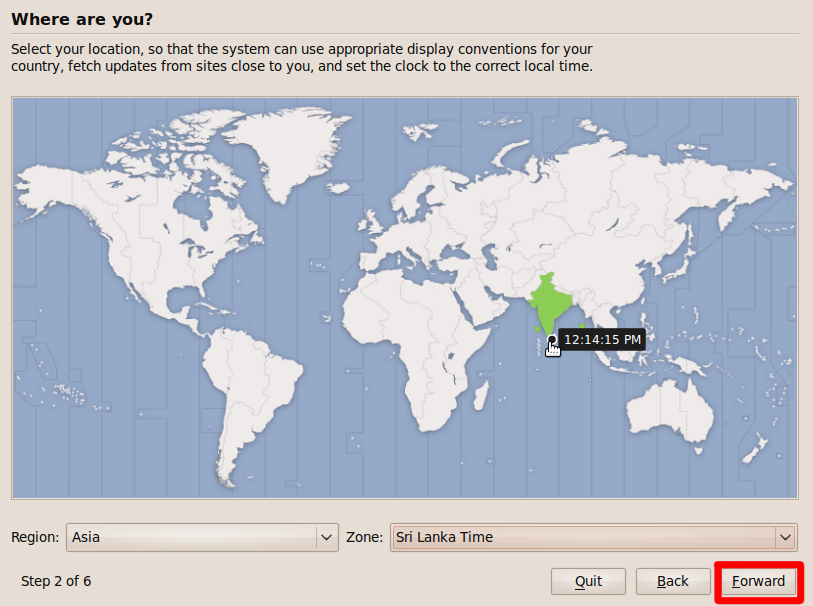 Where are you?
Select your location, so that the system can use appropriate display conventions for your
country, fetch updates from sites close to you, and set the clock to the correct local time.
12:14:15 PM
Region: Asia Zone: Sri Lanka Time
Step 2 of 6 Quit Back Forward